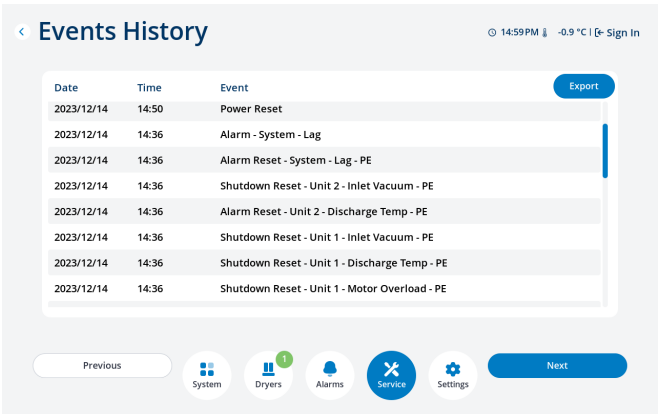 Events History
14:59 PM -0.9 °C | Sign In
Date Time Event Export
2023/12/14 14:50 Power Reset
2023/12/14 14:36 Alarm - System - Lag
2023/12/14 14:36 Alarm Reset - System - Lag - PE
2023/12/14 14:36 Shutdown Reset - Unit 2 - Inlet Vacuum - PE
2023/12/14 14:36 Alarm Reset - Unit 2 - Discharge Temp - PE
2023/12/14 14:36 Shutdown Reset - Unit 1 - Inlet Vacuum - PE
2023/12/14 14:36 Shutdown Reset - Unit 1 - Discharge Temp - PE
2023/12/14 14:36 Shutdown Reset - Unit 1 - Motor Overload - PE
Previous
System
1
Dryers
Alarms
Service
Settings
Next